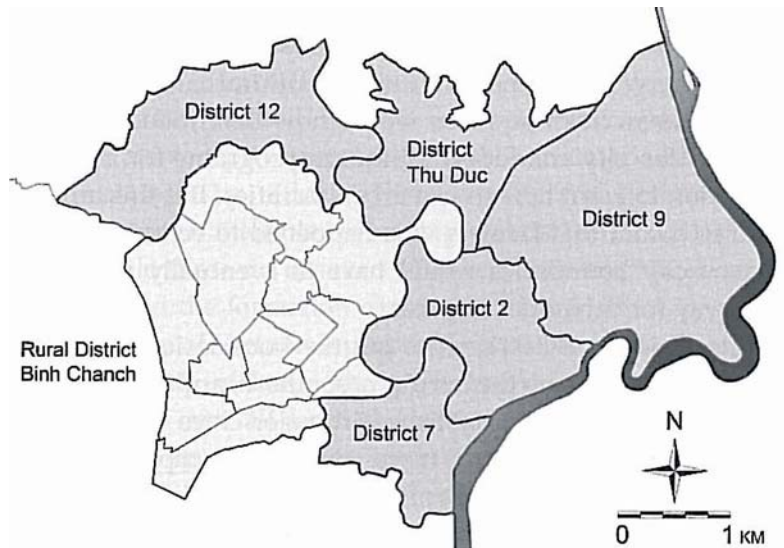 District 12
District
Thu Duc
District 9
District 2
Rural District
Binh Chanch
District 7
N
0 1 KM